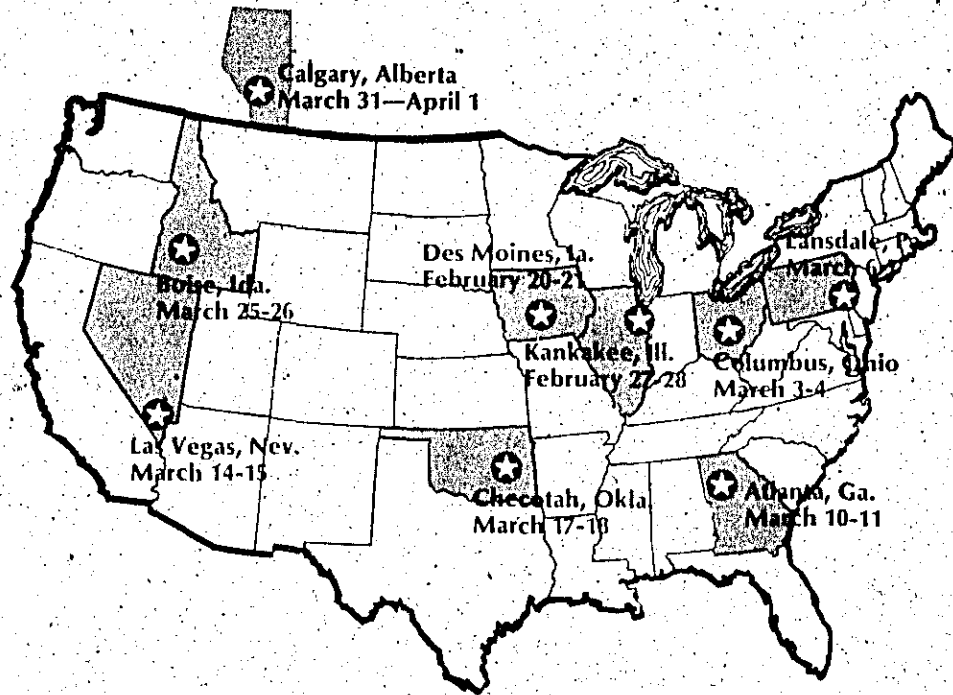 Calgary, Alberta
March 31—April 1
Des Moines, Ia.
February 20-21
Lansdale, Pa.
March
Boise, Ida.
March 25-26
Kankakee, Ill.
February 27-28
Columbus, Ohio
March 3-4
Las Vegas, Nev.
March 14-15
Checotah, Okla.
March 17-18
Atlanta, Ga.
March 10-11